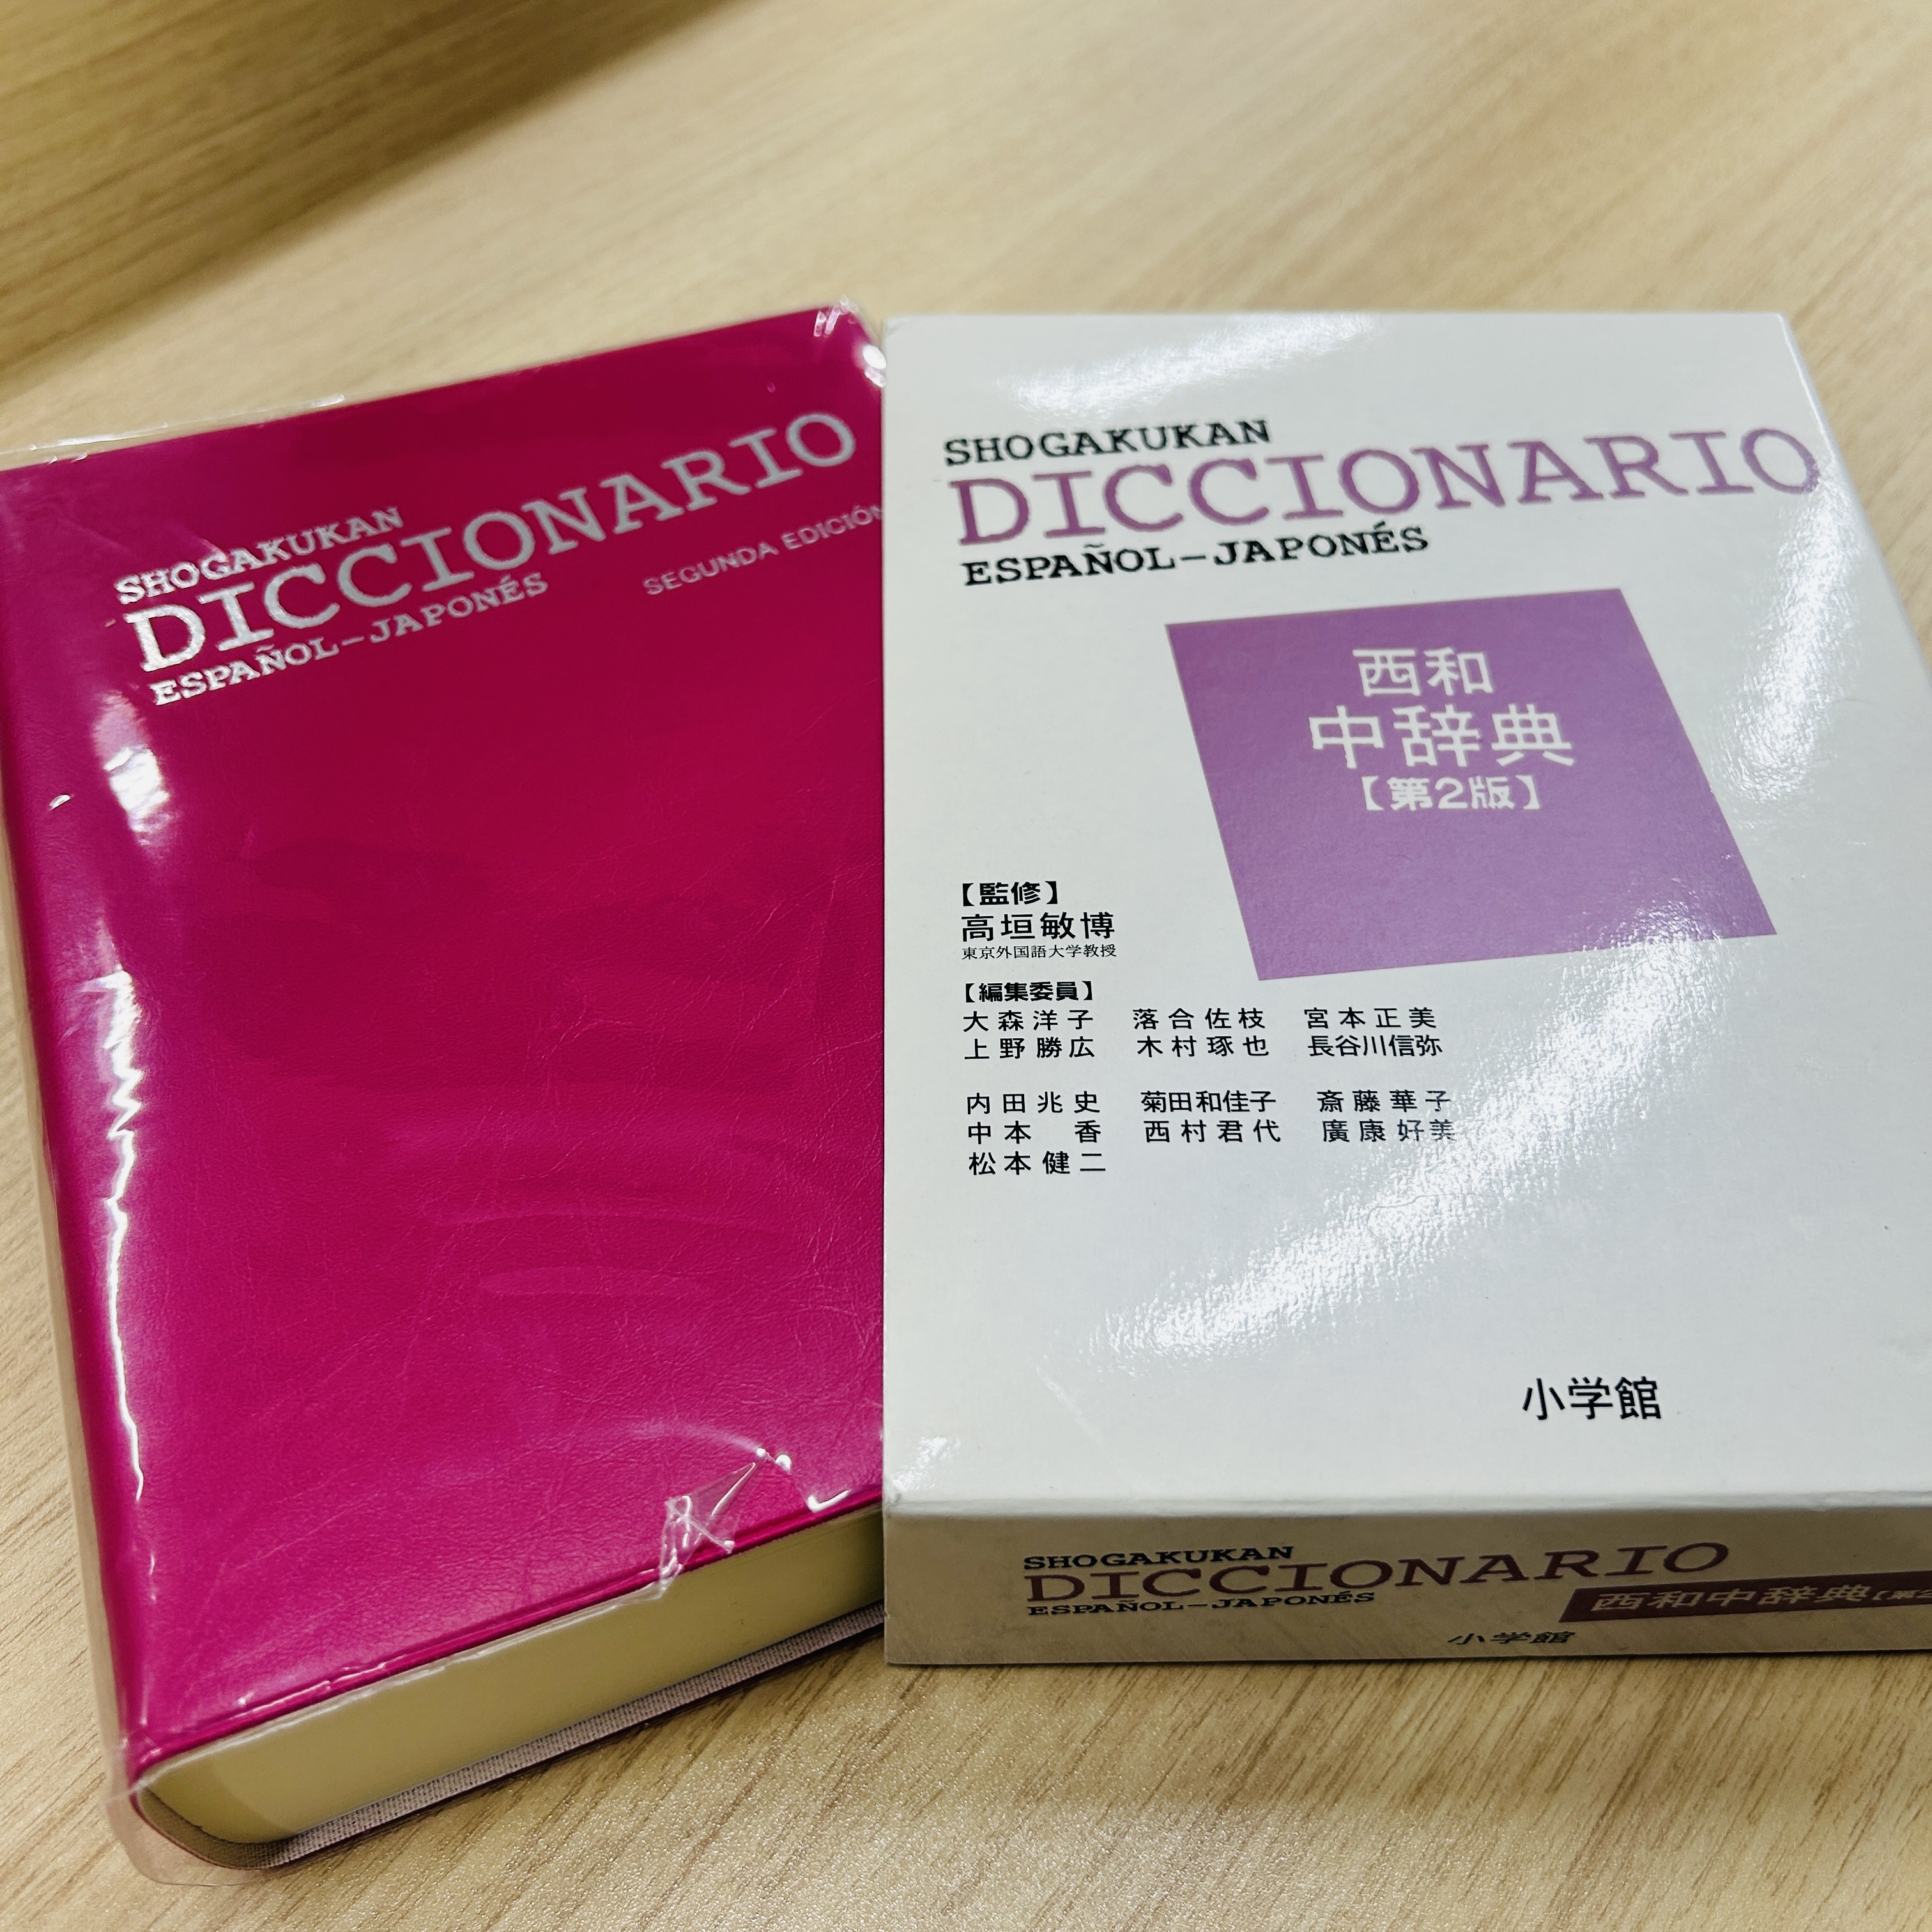 SHOGAKUKAN
DICCIONARIO
ESPAÑOL-JAPONÉS
SEGUNDA EDICIÓN
SHOGAKUKAN
DICCIONARIO
ESPAÑOL-JAPONÉS
西和
中辞典
【第2版】
【監修】
高垣敏博
東京外国語大学教授
【編集委員】
大森洋子 落合佐枝 宮本正美
上野勝広 木村琢也 長谷川信弥
内田兆史 菊田和佳子 斎藤華子
中本 香 西村君代 廣康好美
松本健二
小学館
SHOGAKUKAN
DICCIONARIO
ESPAÑOL-JAPONÉS
西和中辞典
小学館